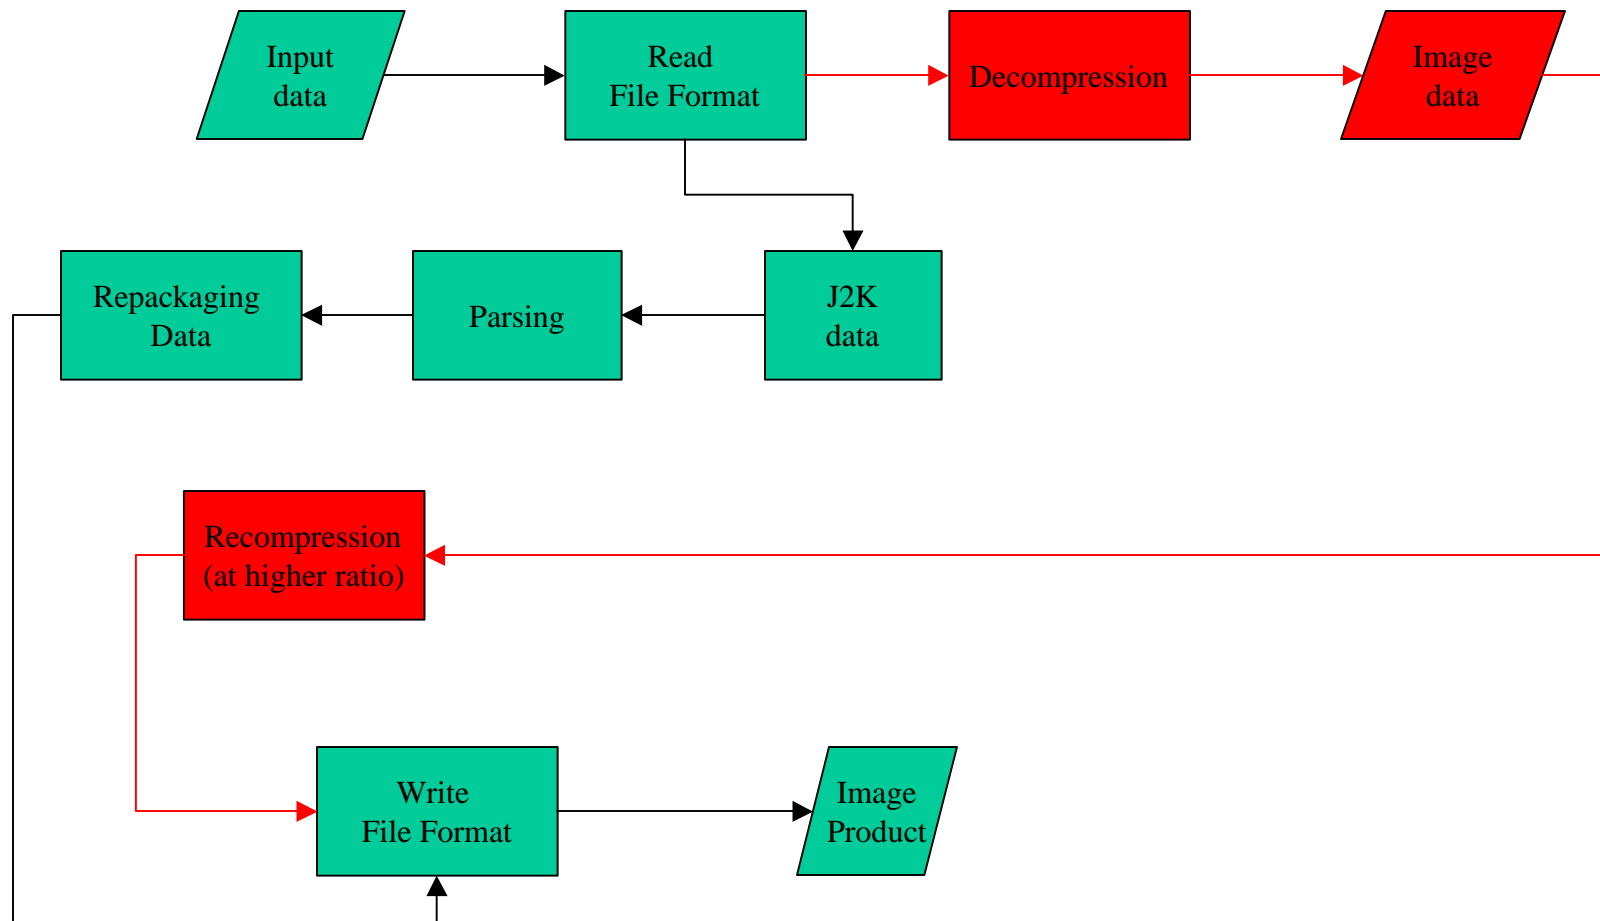 Input
data
Read
File Format
Decompression
Image
data
Repackaging
Data
Parsing
J2K
data
Recompression
(at higher ratio)
Write
File Format
Image
Product